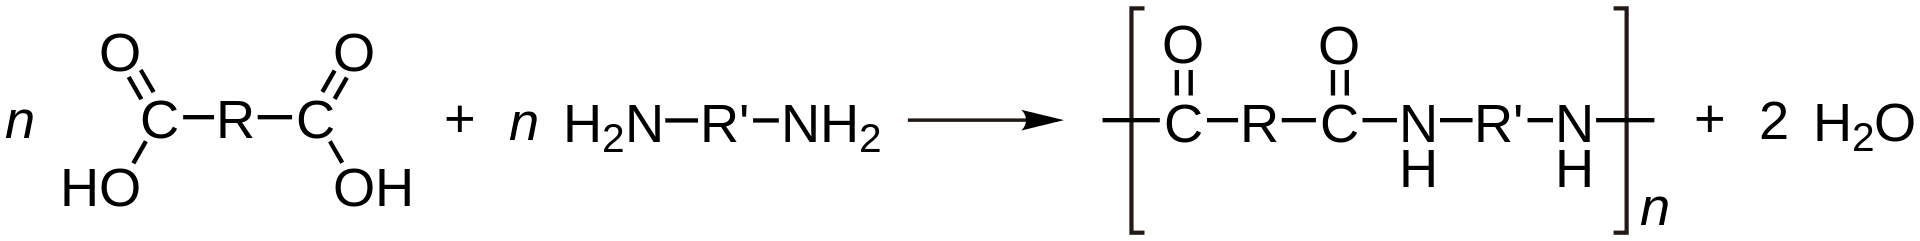 O O O O
n C R C + n H₂N R' NH₂ C R C N R' N + 2 H₂O
HO OH H H
n